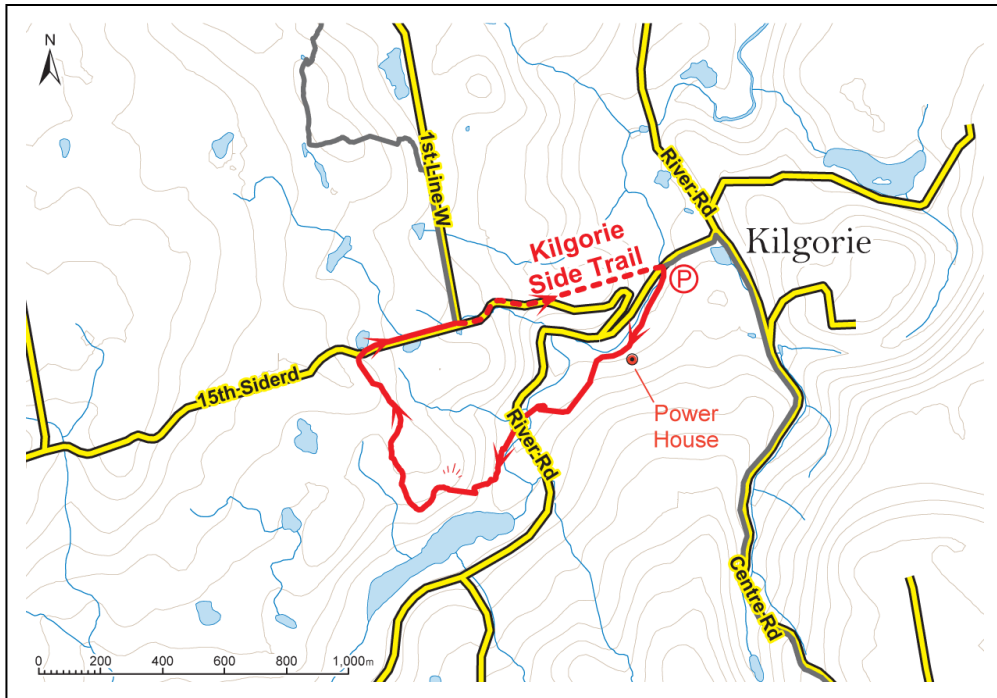 N
1st Line W
River Rd
Kilgorie
Kilgorie
Side Trail
P
15th Siderd
River Rd
Power
House
Centre Rd
0 200 400 600 800 1,000m